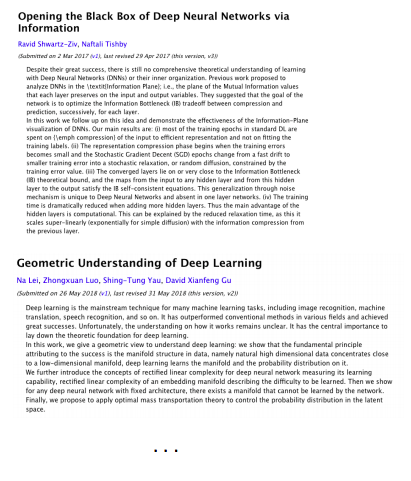 Opening the Black Box of Deep Neural Networks via
Information
Ravid Shwartz-Ziv, Naftali Tishby
(Submitted on 2 Mar 2017 (v1), last revised 29 Apr 2017 (this version, v3))
Despite their great success, there is still no comprehensive theoretical understanding of learning
with Deep Neural Networks (DNNs) or their inner organization. Previous work proposed to
analyze DNNs in the \textit{Information Plane}; i.e., the plane of the Mutual Information values
that each layer preserves on the input and output variables. They suggested that the goal of the
network is to optimize the Information Bottleneck (IB) tradeoff between compression and
prediction, successively, for each layer.
In this work we follow up on this idea and demonstrate the effectiveness of the Information-Plane
visualization of DNNs. Our main results are: (i) most of the training epochs in standard DL are
spent on {\emph compression} of the input to efficient representation and not on fitting the
training labels. (ii) The representation compression phase begins when the training errors
becomes small and the Stochastic Gradient Decent (SGD) epochs change from a fast drift to
smaller training error into a stochastic relaxation, or random diffusion, constrained by the
training error value. (iii) The converged layers lie on or very close to the Information Bottleneck
(IB) theoretical bound, and the maps from the input to any hidden layer and from this hidden
layer to the output satisfy the IB self-consistent equations. This generalization through noise
mechanism is unique to Deep Neural Networks and absent in one layer networks. (iv) The training
time is dramatically reduced when adding more hidden layers. Thus the main advantage of the
hidden layers is computational. This can be explained by the reduced relaxation time, as this it
scales super-linearly (exponentially for simple diffusion) with the information compression from
the previous layer.
Geometric Understanding of Deep Learning
Na Lei, Zhongxuan Luo, Shing-Tung Yau, David Xianfeng Gu
(Submitted on 26 May 2018 (v1), last revised 31 May 2018 (this version, v2))
Deep learning is the mainstream technique for many machine learning tasks, including image recognition, machine
translation, speech recognition, and so on. It has outperformed conventional methods in various fields and achieved
great successes. Unfortunately, the understanding on how it works remains unclear. It has the central importance to
lay down the theoretic foundation for deep learning.
In this work, we give a geometric view to understand deep learning: we show that the fundamental principle
attributing to the success is the manifold structure in data, namely natural high dimensional data concentrates close
to a low-dimensional manifold, deep learning learns the manifold and the probability distribution on it.
We further introduce the concepts of rectified linear complexity for deep neural network measuring its learning
capability, rectified linear complexity of an embedding manifold describing the difficulty to be learned. Then we show
for any deep neural network with fixed architecture, there exists a manifold that cannot be learned by the network.
Finally, we propose to apply optimal mass transportation theory to control the probability distribution in the latent
space.
. . .